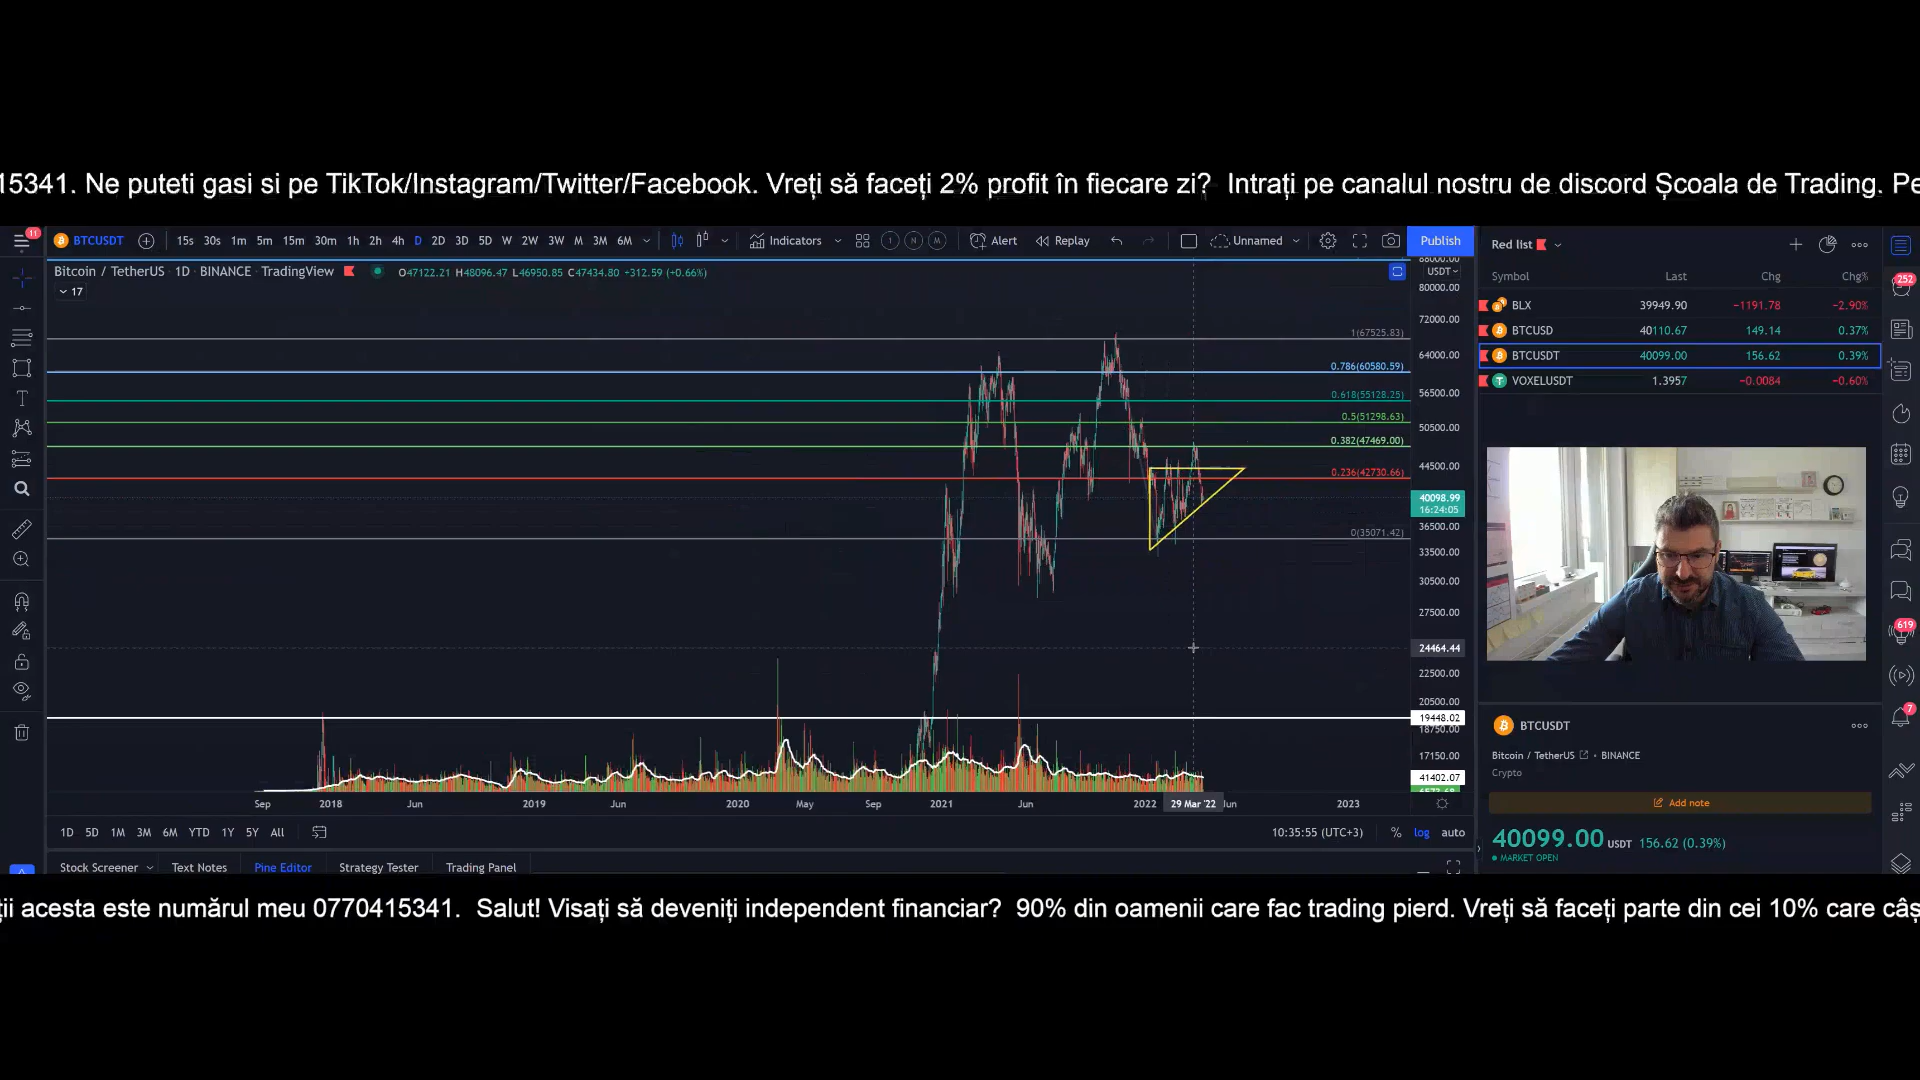 15341. Ne puteti gasi si pe TikTok/Instagram/Twitter/Facebook. Vreți să faceți 2% profit în fiecare zi?  Intrați pe canalul nostru de discord Școala de Trading. Pe
11
BTCUSDT 15s 30s 1m 5m 15m 30m 1h 2h 4h D 2D 3D 5D W 2W 3W M 3M 6M Indicators I N M Alert Replay Unnamed Publish
Bitcoin / TetherUS 1D · BINANCE TradingView O47122.21 H48096.47 L46950.85 C47434.80 +312.59 (+0.66%)
17
88000.00
USDT
80000.00
72000.00
1(67525.83)
64000.00
0.786(60580.59)
56500.00
0.618(55128.25)
0.5(51298.63)
50500.00
0.382(47469.00)
44500.00
0.236(42730.66)
40098.99
16:24:05
36500.00
0(35071.42)
33500.00
30500.00
27500.00
24464.44
22500.00
20500.00
19448.02
18750.00
17150.00
41402.07
Sep 2018 Jun 2019 Jun 2020 May Sep 2021 Jun 2022 29 Mar '22 Jun 2023
1D 5D 1M 3M 6M YTD 1Y 5Y All 10:35:55 (UTC+3) % log auto
Stock Screener Text Notes Pine Editor Strategy Tester Trading Panel
Red list
Symbol Last Chg Chg%
BLX 39949.90 −1191.78 −2.90%
BTCUSD 40110.67 149.14 0.37%
BTCUSDT 40099.00 156.62 0.39%
VOXELUSDT 1.3957 −0.0084 −0.60%
BTCUSDT
Bitcoin / TetherUS • BINANCE
Crypto
Add note
40099.00 USDT 156.62 (0.39%)
MARKET OPEN
252
619
7
ții acesta este numărul meu 0770415341.  Salut! Visați să deveniți independent financiar?  90% din oamenii care fac trading pierd. Vreți să faceți parte din cei 10% care câș